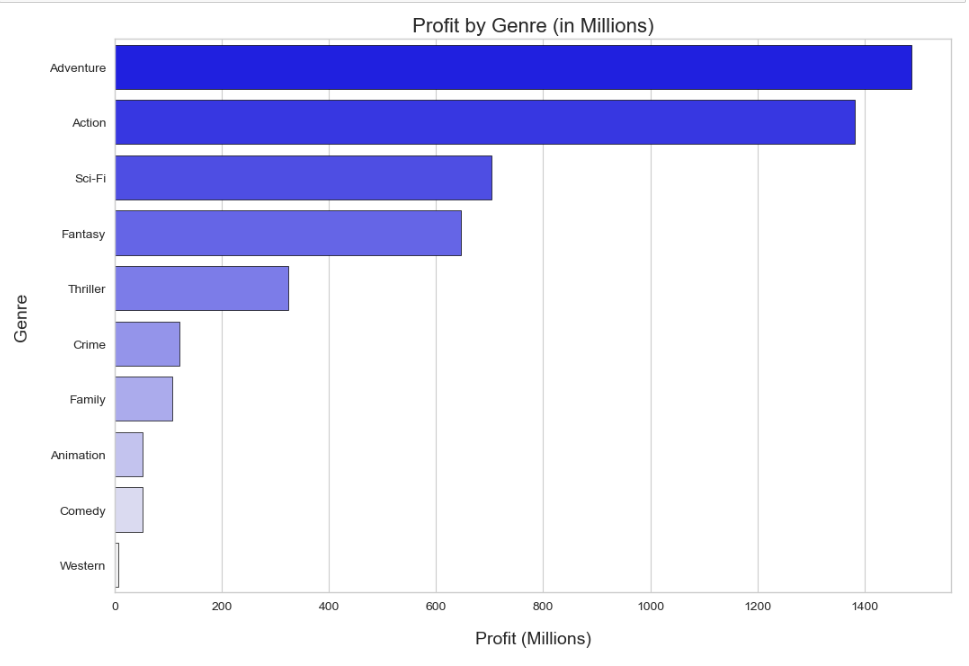 Profit by Genre (in Millions)
Adventure
Action
Sci-Fi
Fantasy
Thriller
Crime
Family
Animation
Comedy
Western
Genre
0 200 400 600 800 1000 1200 1400
Profit (Millions)